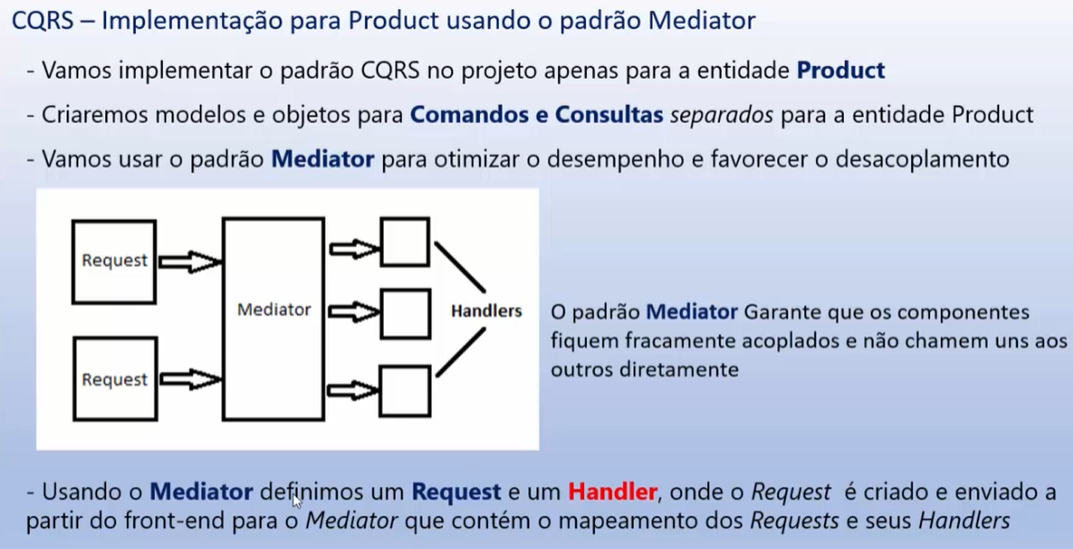 CQRS – Implementação para Product usando o padrão Mediator
- Vamos implementar o padrão CQRS no projeto apenas para a entidade Product
- Criaremos modelos e objetos para Comandos e Consultas separados para a entidade Product
- Vamos usar o padrão Mediator para otimizar o desempenho e favorecer o desacoplamento
Request
Mediator
Handlers
Request
O padrão Mediator Garante que os componentes
fiquem fracamente acoplados e não chamem uns aos
outros diretamente
- Usando o Mediator definimos um Request e um Handler, onde o Request é criado e enviado a
partir do front-end para o Mediator que contém o mapeamento dos Requests e seus Handlers